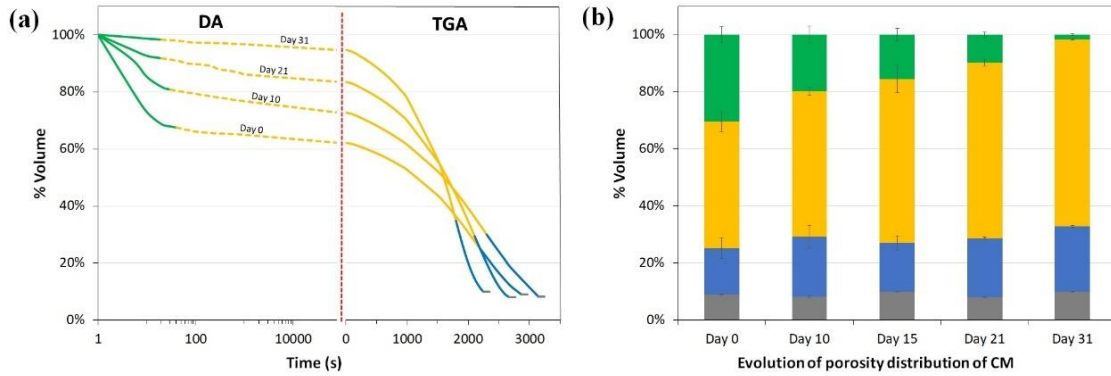 (a)
DA
TGA
100%
80%
60%
40%
20%
0%
% Volume
Day 31
Day 21
Day 10
Day 0
1
100
10000
0
1000
2000
3000
Time (s)
(b)
100%
80%
60%
40%
20%
0%
% Volume
Day 0
Day 10
Day 15
Day 21
Day 31
Evolution of porosity distribution of CM